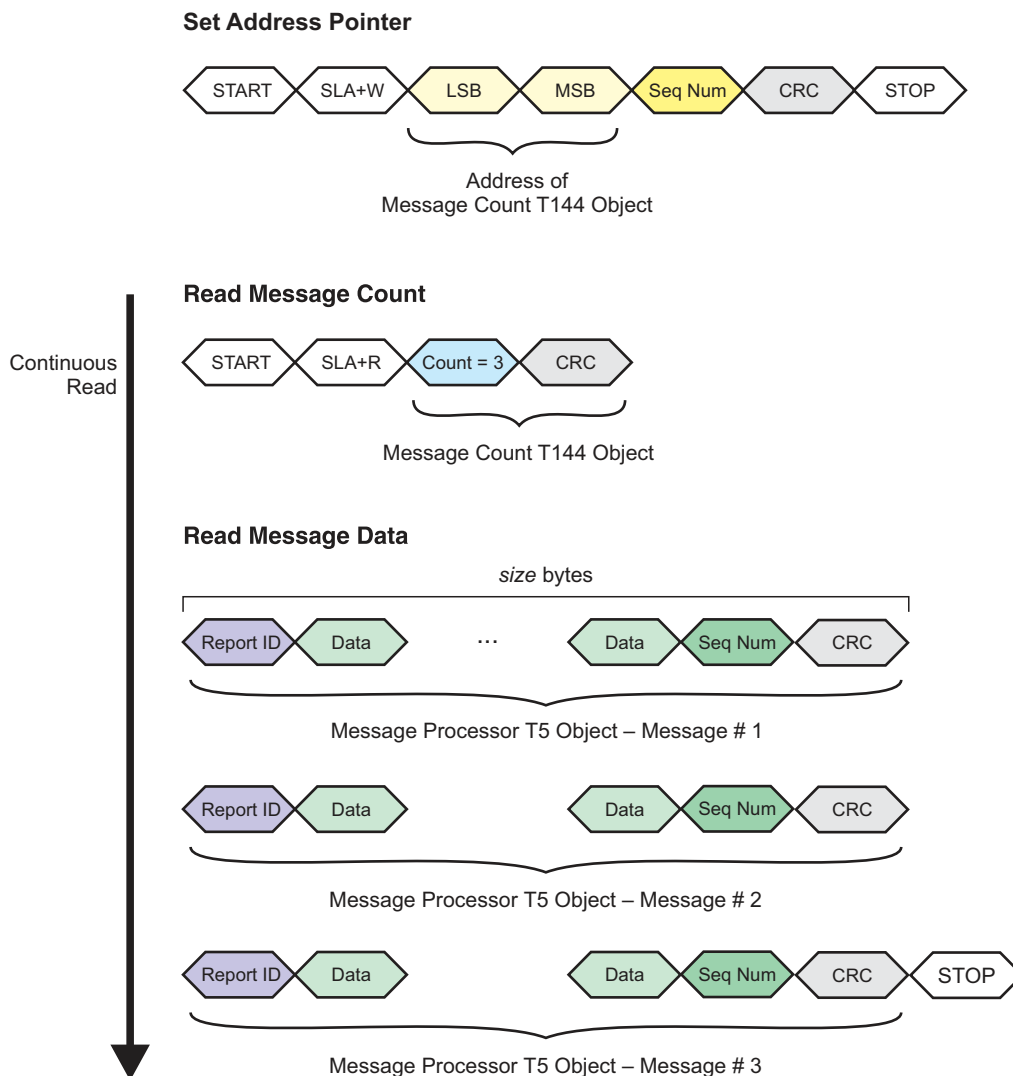 Set Address Pointer
START SLA+W LSB MSB Seq Num CRC STOP
Address of
Message Count T144 Object
Read Message Count
Continuous
Read
START SLA+R Count = 3 CRC
Message Count T144 Object
Read Message Data
size bytes
Report ID Data ... Data Seq Num CRC
Message Processor T5 Object – Message # 1
Report ID Data Data Seq Num CRC
Message Processor T5 Object – Message # 2
Report ID Data Data Seq Num CRC STOP
Message Processor T5 Object – Message # 3